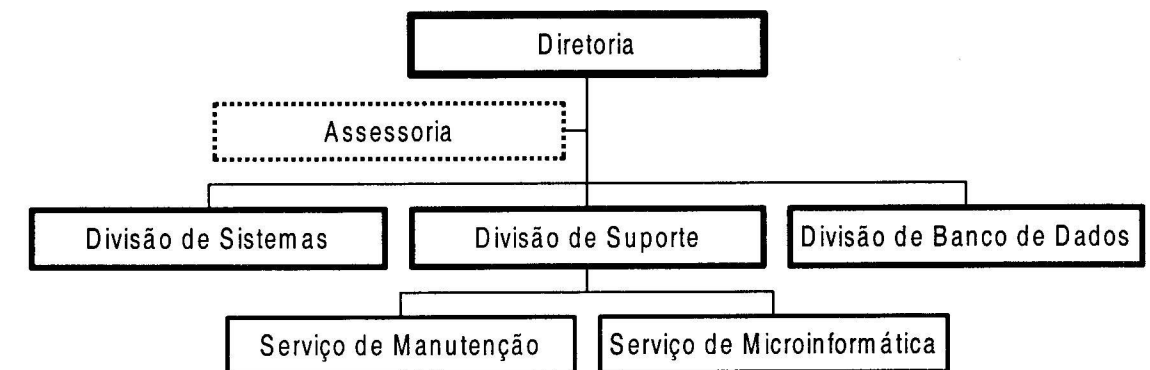 Diretoria
Assessoria
Divisão de Sistemas
Divisão de Suporte
Divisão de Banco de Dados
Serviço de Manutenção
Serviço de Microinformática